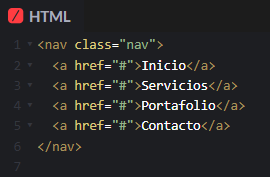 HTML
1 <nav class="nav">
2   <a href="#">Inicio</a>
3   <a href="#">Servicios</a>
4   <a href="#">Portafolio</a>
5   <a href="#">Contacto</a>
6 </nav>
7